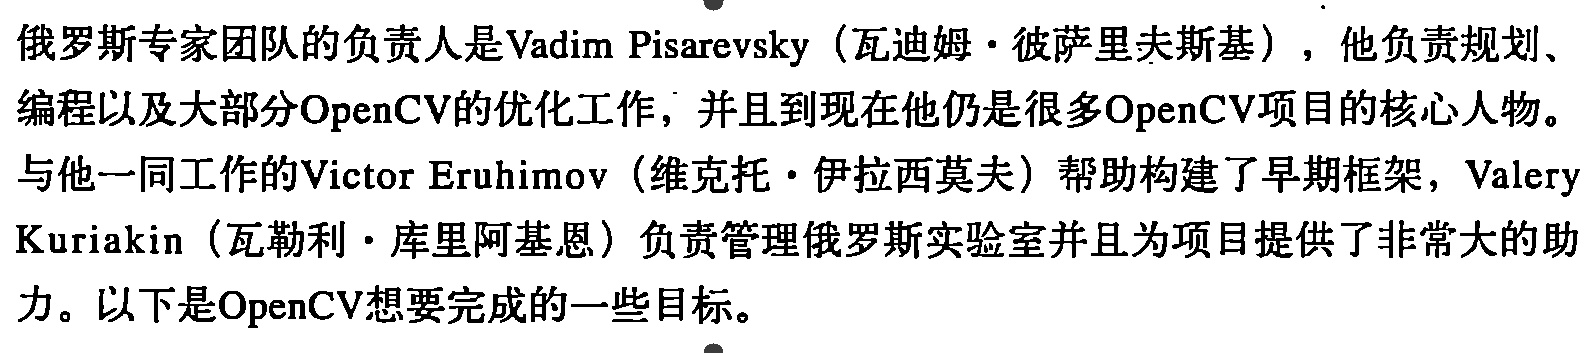 俄罗斯专家团队的负责人是Vadim Pisarevsky（瓦迪姆·彼萨里夫斯基），他负责规划、
编程以及大部分OpenCV的优化工作，并且到现在他仍是很多OpenCV项目的核心人物。
与他一同工作的Victor Eruhimov（维克托·伊拉西莫夫）帮助构建了早期框架，Valery
Kuriakin（瓦勒利·库里阿基恩）负责管理俄罗斯实验室并且为项目提供了非常大的助
力。以下是OpenCV想要完成的一些目标。